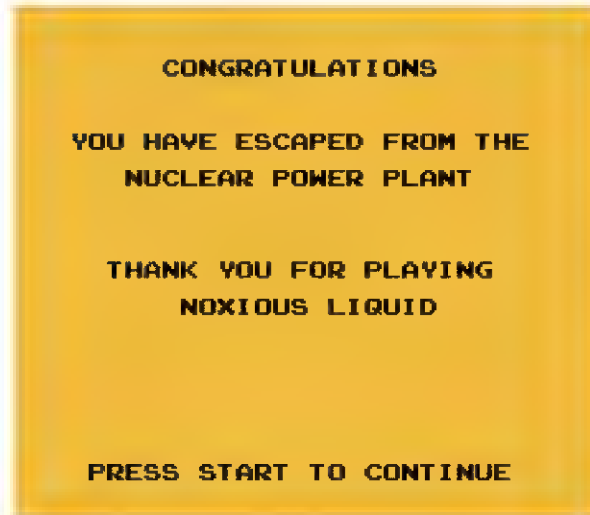 CONGRATULATIONS
YOU HAVE ESCAPED FROM THE
NUCLEAR POWER PLANT
THANK YOU FOR PLAYING
NOXIOUS LIQUID
PRESS START TO CONTINUE